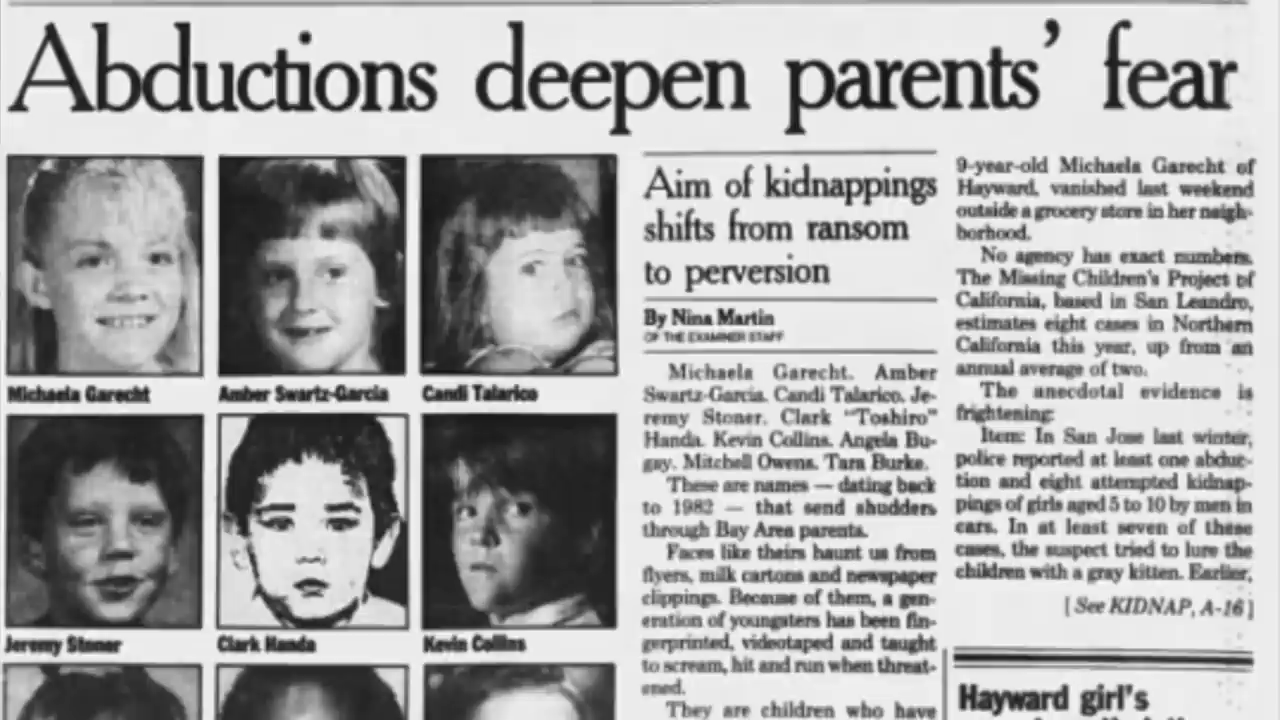 Abductions deepen parents' fear
Michaela Garecht
Amber Swartz-Garcia
Candi Talarico
Jeremy Stoner
Clark Handa
Kevin Collins
Aim of kidnappings
shifts from ransom
to perversion
By Nina Martin
OF THE EXAMINER STAFF
Michaela Garecht. Amber
Swartz-Garcia. Candi Talarico. Je-
remy Stoner. Clark "Toshiro"
Handa. Kevin Collins. Angela Bu-
gay. Mitchell Owens. Tara Burke.
These are names — dating back
to 1982 — that send shudders
through Bay Area parents.
Faces like theirs haunt us from
flyers, milk cartons and newspaper
clippings. Because of them, a gen-
eration of youngsters has been fin-
gerprinted, videotaped and taught
to scream, hit and run when threat-
ened.
They are children who have
9-year-old Michaela Garecht of
Hayward, vanished last weekend
outside a grocery store in her neigh-
borhood.
No agency has exact numbers.
The Missing Children's Project of
California, based in San Leandro,
estimates eight cases in Northern
California this year, up from an
annual average of two.
The anecdotal evidence is
frightening:
Item: In San Jose last winter,
police reported at least one abduc-
tion and eight attempted kidnap-
pings of girls aged 5 to 10 by men in
cars. In at least seven of these
cases, the suspect tried to lure the
children with a gray kitten. Earlier,
[ See KIDNAP, A-16 ]
Hayward girl's